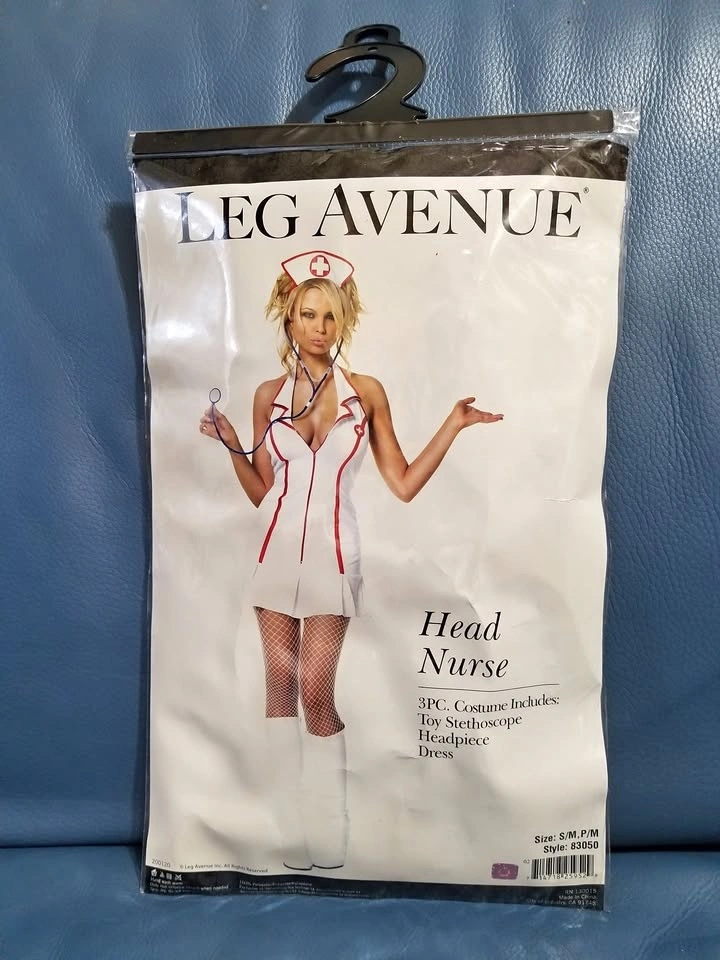 LEG AVENUE®
Head
Nurse
3PC. Costume Includes:
Toy Stethoscope
Headpiece
Dress
Size: S/M,P/M
Style: 83050
200120
© Leg Avenue Inc. All Rights Reserved
Made in China